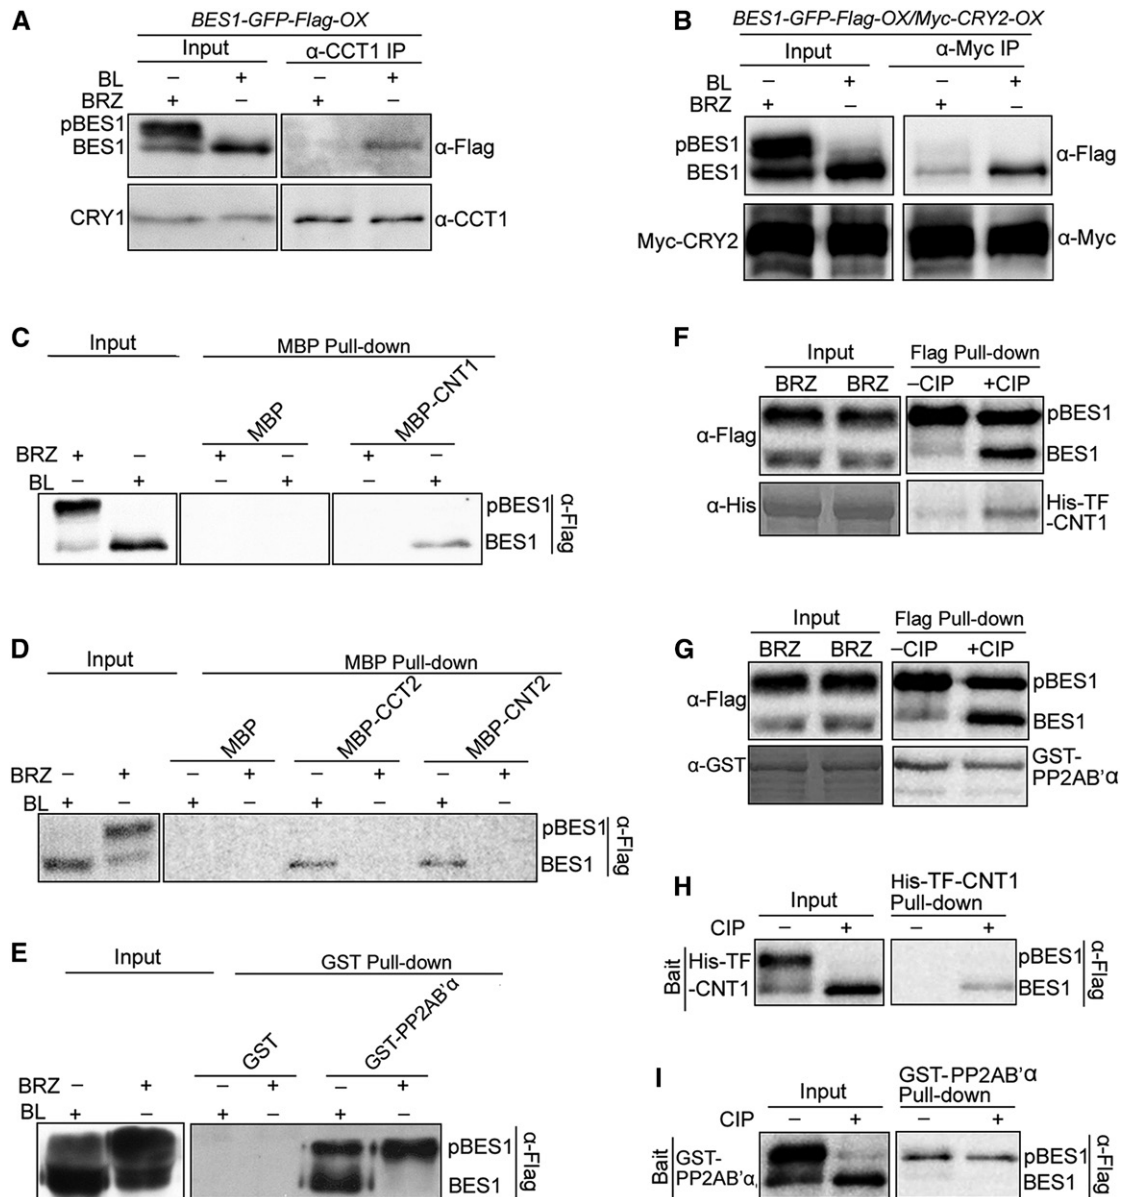 A
BES1-GFP-Flag-OX
Input α-CCT1 IP
BL – + – +
BRZ + – + –
pBES1
BES1 α-Flag
CRY1 α-CCT1
B
BES1-GFP-Flag-OX/Myc-CRY2-OX
Input α-Myc IP
BL – + – +
BRZ + – + –
pBES1
BES1 α-Flag
Myc-CRY2 α-Myc
C
Input MBP Pull-down
MBP MBP-CNT1
BRZ + – + – + –
BL – + – + – +
pBES1
BES1
α-Flag
D
Input MBP Pull-down
MBP MBP-CCT2 MBP-CNT2
BRZ – + – + – + – +
BL + – + – + – + –
pBES1
BES1
α-Flag
E
Input GST Pull-down
GST GST-PP2AB'α
BRZ – + – + – +
BL + – + – + –
pBES1
BES1
α-Flag
F
Input Flag Pull-down
BRZ BRZ –CIP +CIP
α-Flag pBES1
BES1
α-His His-TF
-CNT1
G
Input Flag Pull-down
BRZ BRZ –CIP +CIP
α-Flag pBES1
BES1
α-GST GST-
PP2AB'α
H
Input His-TF-CNT1
Pull-down
CIP – + – +
Bait His-TF
-CNT1
pBES1
BES1
α-Flag
I
Input GST-PP2AB'α
Pull-down
CIP – + – +
Bait GST-
PP2AB'α
pBES1
BES1
α-Flag